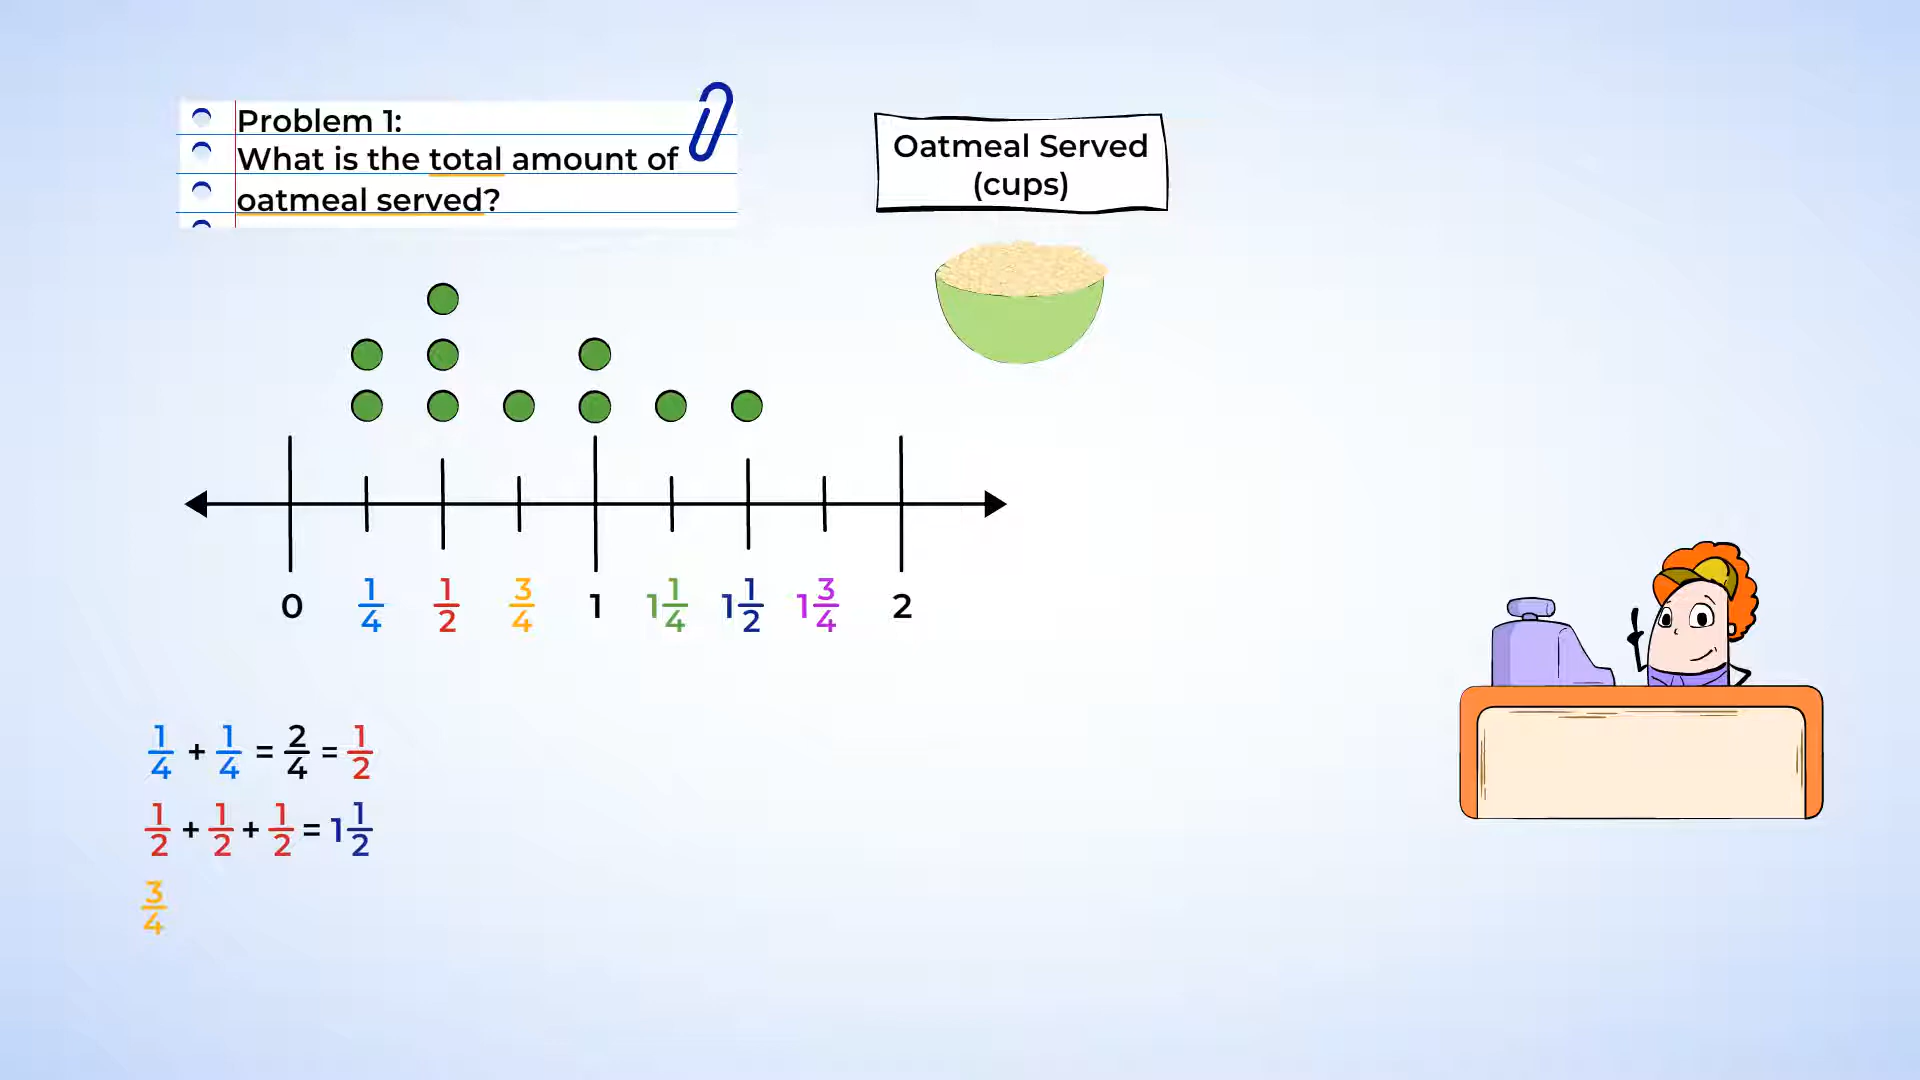 Problem 1:
What is the total amount of
oatmeal served?
Oatmeal Served
(cups)
0 1/4 1/2 3/4 1 1 1/4 1 1/2 1 3/4 2
1/4 + 1/4 = 2/4 = 1/2
1/2 + 1/2 + 1/2 = 1 1/2
3/4